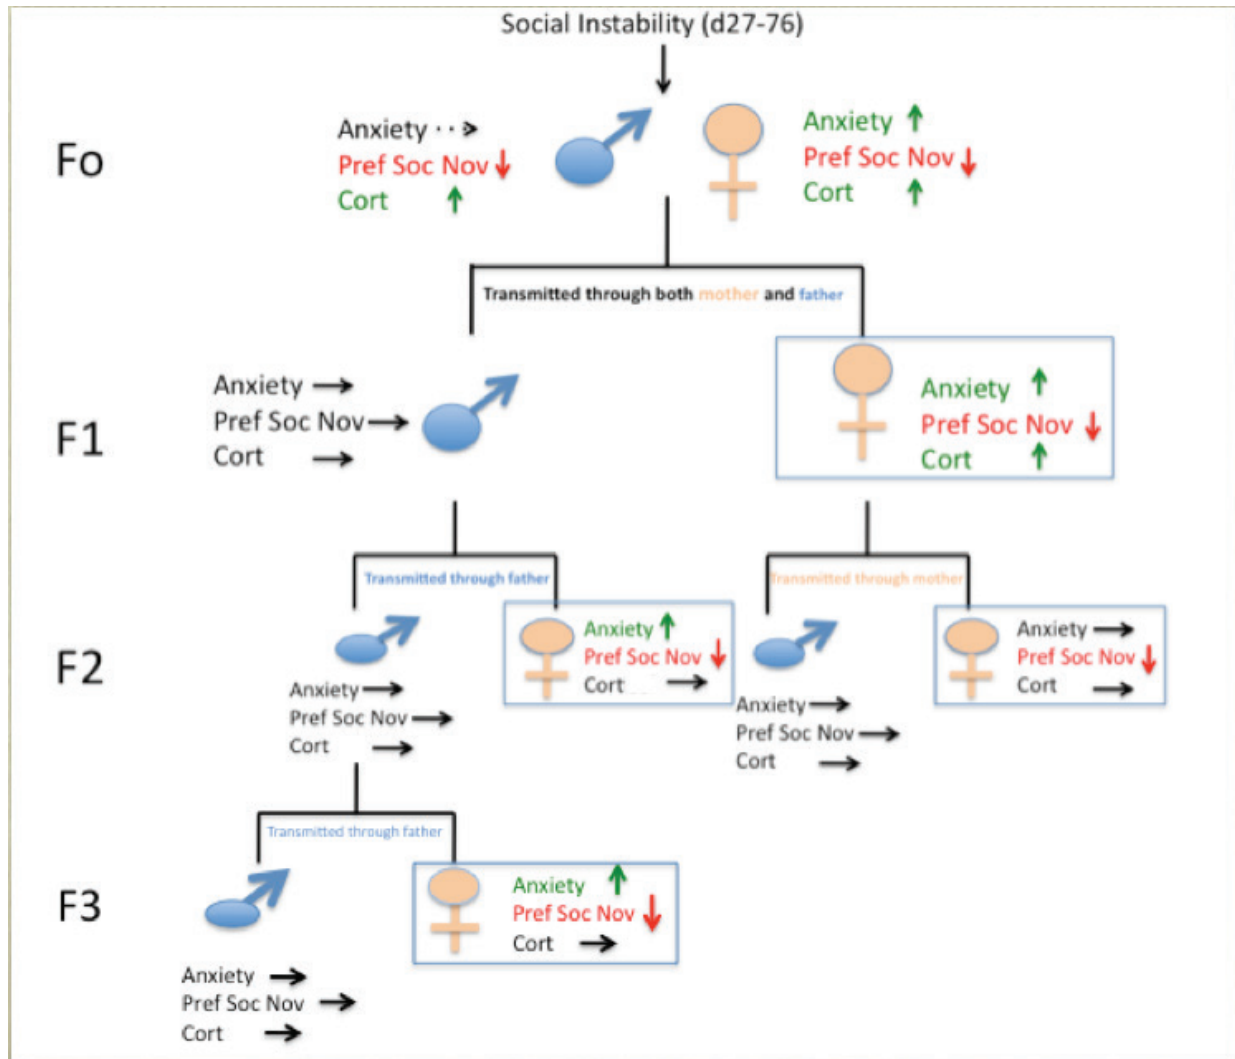 Social Instability (d27-76)
Fo
Anxiety
Pref Soc Nov
Cort
Anxiety
Pref Soc Nov
Cort
Transmitted through both mother and father
F1
Anxiety
Pref Soc Nov
Cort
Anxiety
Pref Soc Nov
Cort
F2
Transmitted through father
Anxiety
Pref Soc Nov
Cort
Anxiety
Pref Soc Nov
Cort
Transmitted through mother
Anxiety
Pref Soc Nov
Cort
Anxiety
Pref Soc Nov
Cort
F3
Transmitted through father
Anxiety
Pref Soc Nov
Cort
Anxiety
Pref Soc Nov
Cort